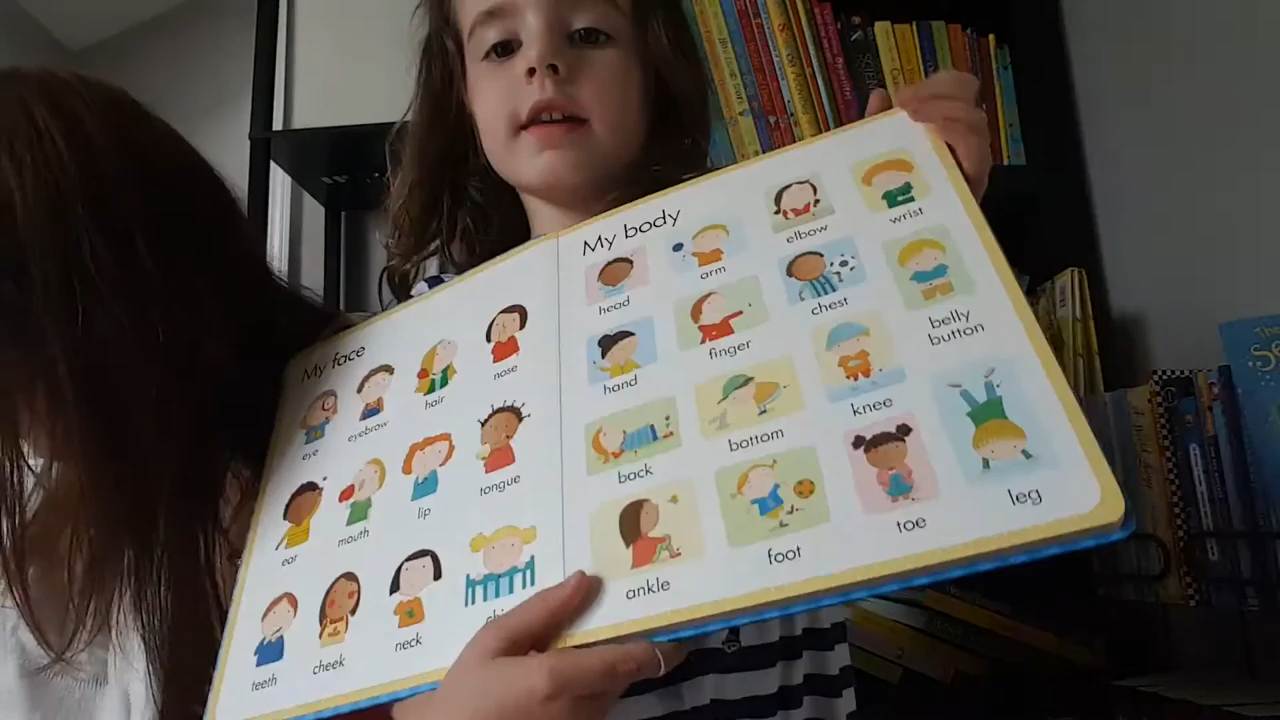 My face
eye
eyebrow
hair
nose
ear
mouth
lip
tongue
teeth
cheek
neck
My body
head
arm
elbow
wrist
hand
finger
chest
belly
button
back
bottom
knee
leg
ankle
foot
toe